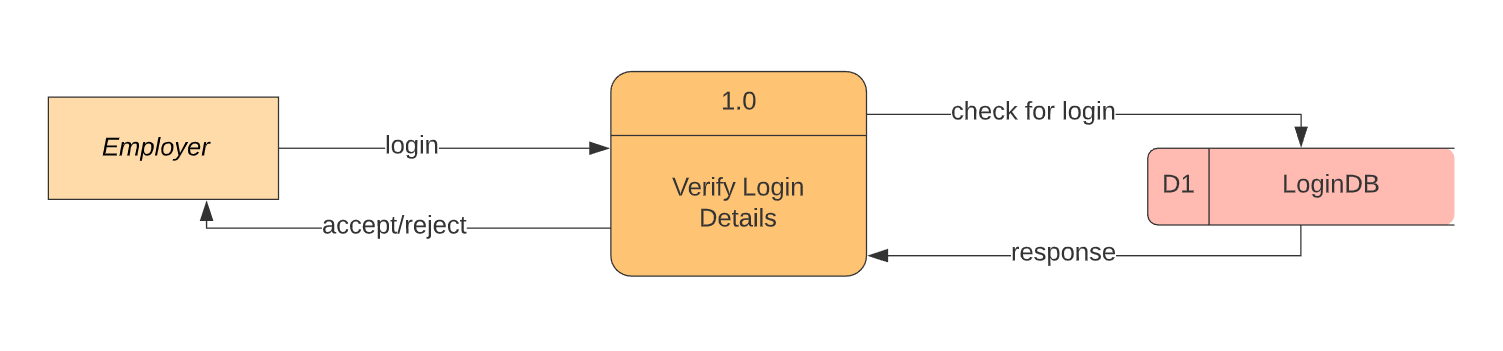 1.0
check for login
Employer
login
Verify Login
Details
D1
LoginDB
accept/reject
response